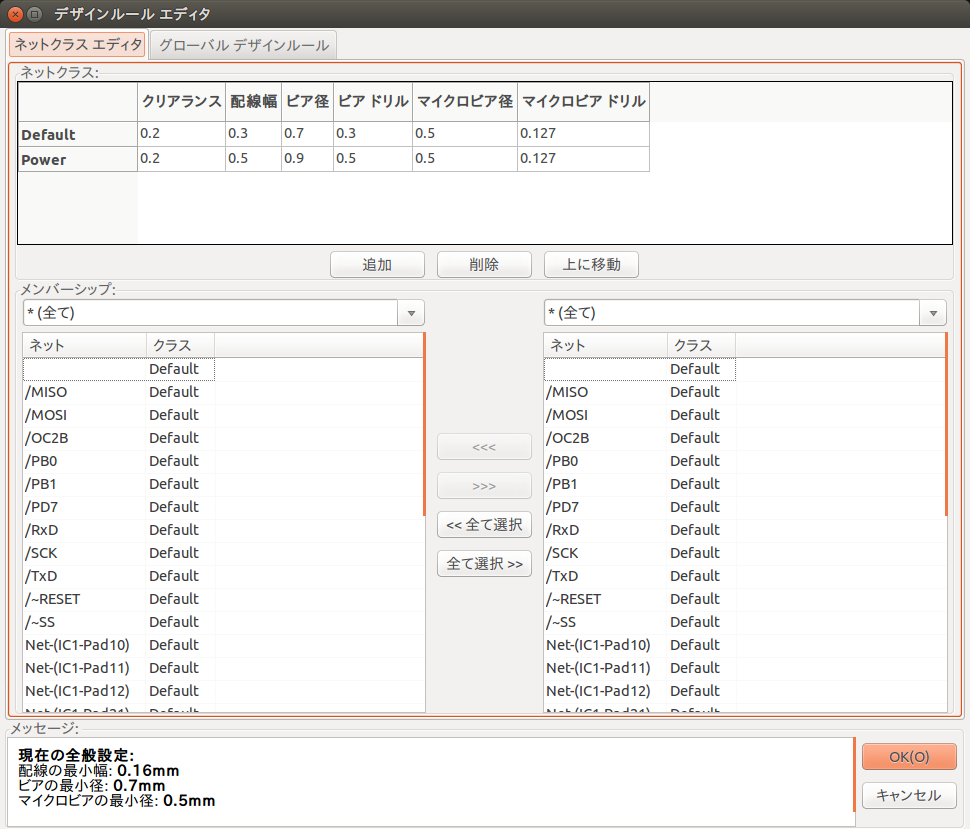 デザインルール エディタ
ネットクラス エディタ グローバル デザインルール
ネットクラス:
クリアランス 配線幅 ビア径 ビア ドリル マイクロビア径 マイクロビア ドリル
Default 0.2 0.3 0.7 0.3 0.5 0.127
Power 0.2 0.5 0.9 0.5 0.5 0.127
追加 削除 上に移動
メンバーシップ:
* (全て) * (全て)
ネット クラス ネット クラス
Default Default
/MISO Default /MISO Default
/MOSI Default /MOSI Default
/OC2B Default /OC2B Default
<<<
/PB0 Default /PB0 Default
/PB1 Default >>> /PB1 Default
/PD7 Default /PD7 Default
/RxD Default << 全て選択 /RxD Default
/SCK Default /SCK Default
全て選択 >>
/TxD Default /TxD Default
/~RESET Default /~RESET Default
/~SS Default /~SS Default
Net-(IC1-Pad10) Default Net-(IC1-Pad10) Default
Net-(IC1-Pad11) Default Net-(IC1-Pad11) Default
Net-(IC1-Pad12) Default Net-(IC1-Pad12) Default
Net-(IC1-Pad21) Default Net-(IC1-Pad21) Default
メッセージ:
現在の全般設定:
配線の最小幅: 0.16mm
ビアの最小径: 0.7mm
マイクロビアの最小径: 0.5mm
OK(O)
キャンセル